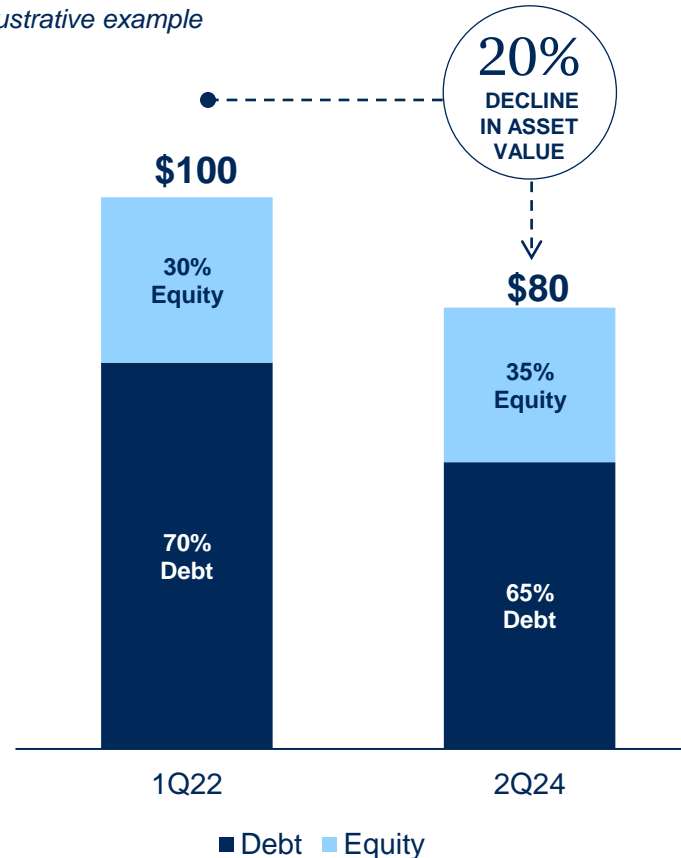 ustrative example
20%
DECLINE
IN ASSET
VALUE
$100
30%
Equity
$80
35%
Equity
70%
Debt
65%
Debt
1Q22
2Q24
Debt
Equity